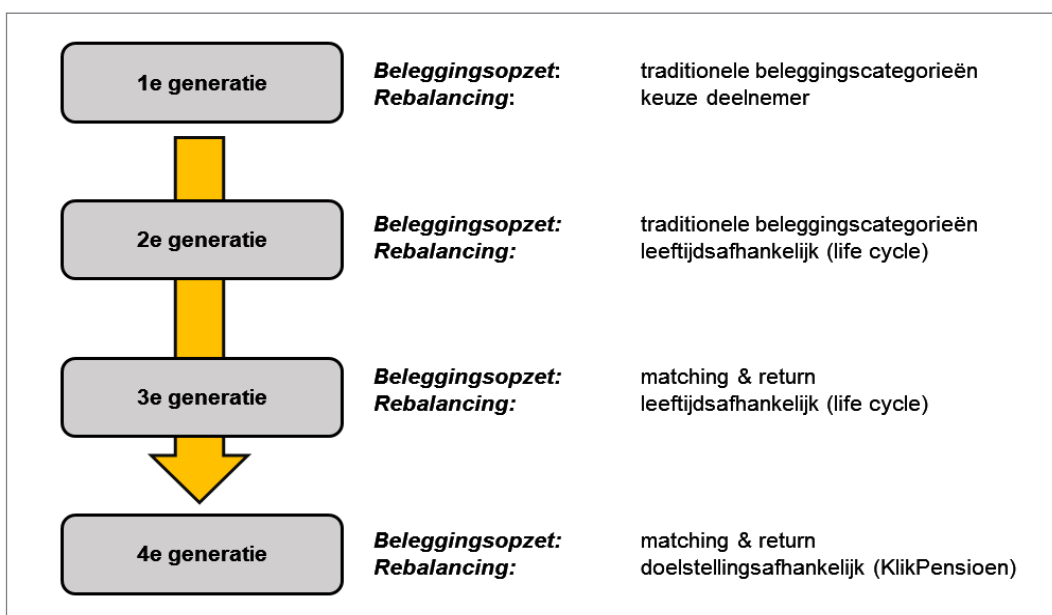 1e generatie
Beleggingsopzet: traditionele beleggingscategorieën
Rebalancing: keuze deelnemer
2e generatie
Beleggingsopzet: traditionele beleggingscategorieën
Rebalancing: leeftijdsafhankelijk (life cycle)
3e generatie
Beleggingsopzet: matching & return
Rebalancing: leeftijdsafhankelijk (life cycle)
4e generatie
Beleggingsopzet: matching & return
Rebalancing: doelstellingsafhankelijk (KlikPensioen)